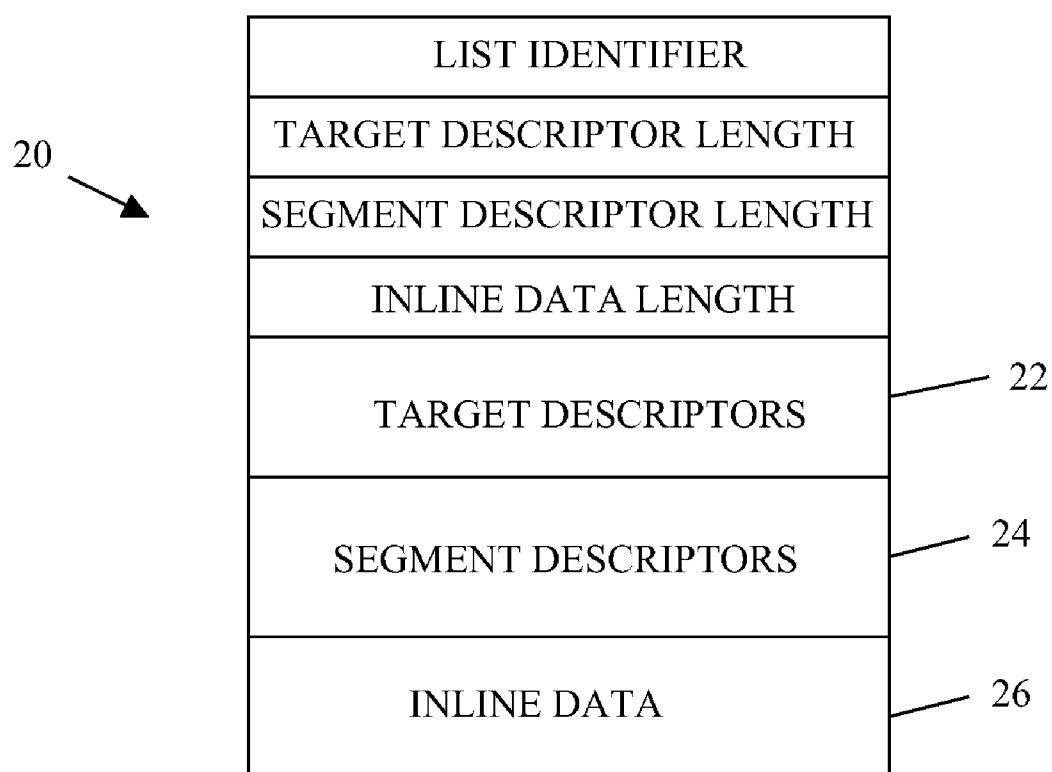 LIST IDENTIFIER
TARGET DESCRIPTOR LENGTH
20
SEGMENT DESCRIPTOR LENGTH
INLINE DATA LENGTH
22
TARGET DESCRIPTORS
24
SEGMENT DESCRIPTORS
26
INLINE DATA